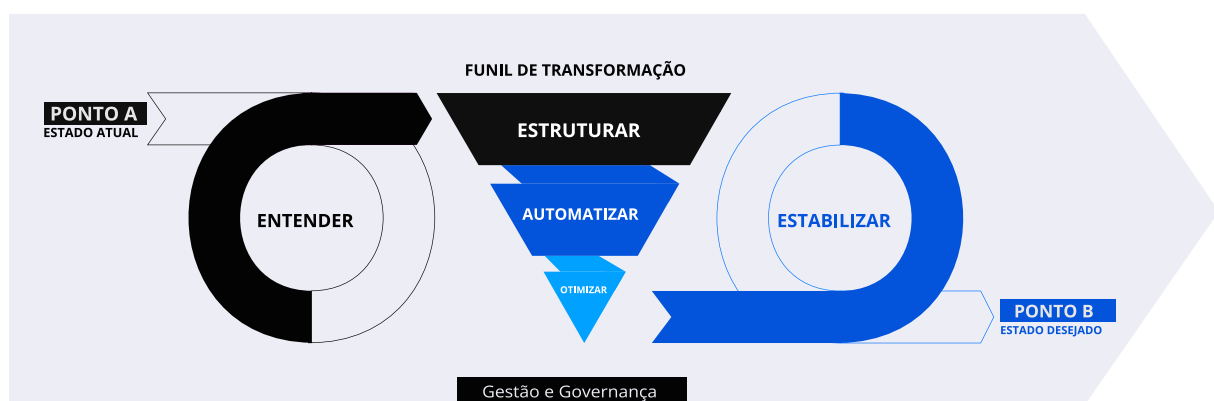 FUNIL DE TRANSFORMAÇÃO
PONTO A
ESTADO ATUAL
ENTENDER
ESTRUTURAR
AUTOMATIZAR
OTIMIZAR
ESTABILIZAR
PONTO B
ESTADO DESEJADO
Gestão e Governança